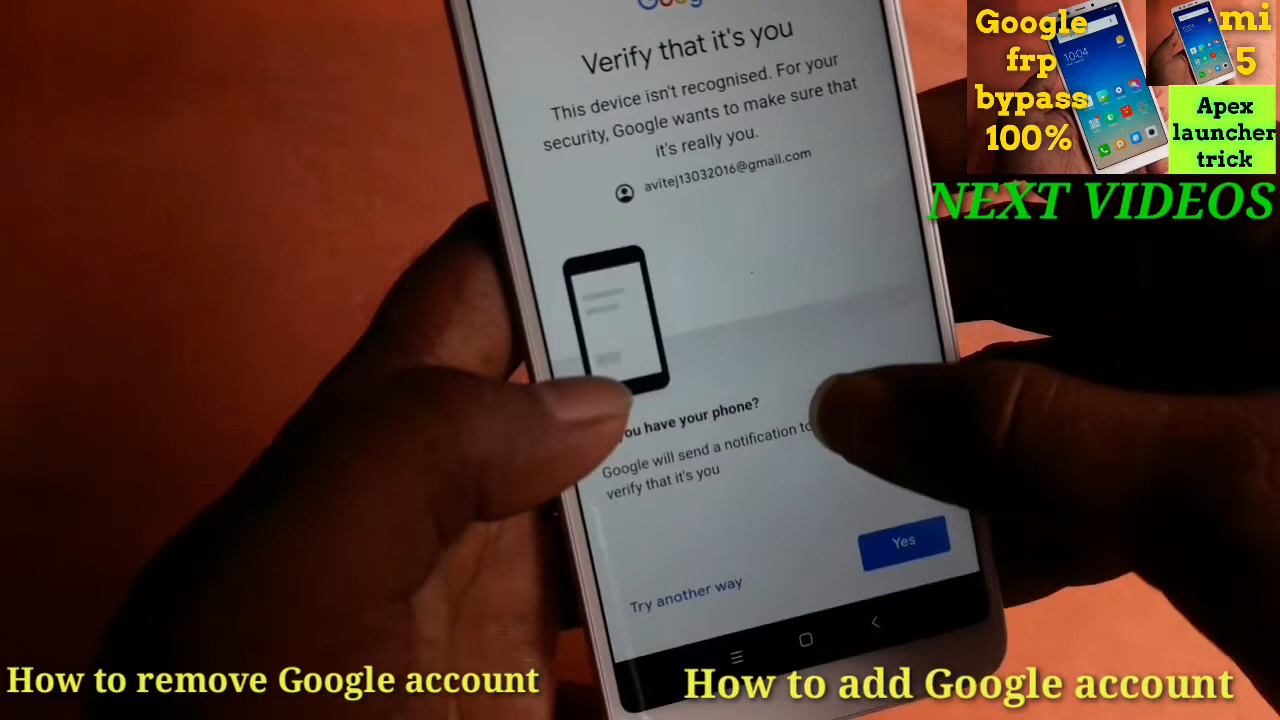 Verify that it's you
This device isn't recognised. For your
security, Google wants to make sure that
it's really you.
avitej13032016@gmail.com
you have your phone?
Google will send a notification to
verify that it's you
Yes
Try another way
Google
frp
bypass
100%
mi
5
10:04
Apex
launcher
trick
NEXT VIDEOS
How to remove Google account
How to add Google account